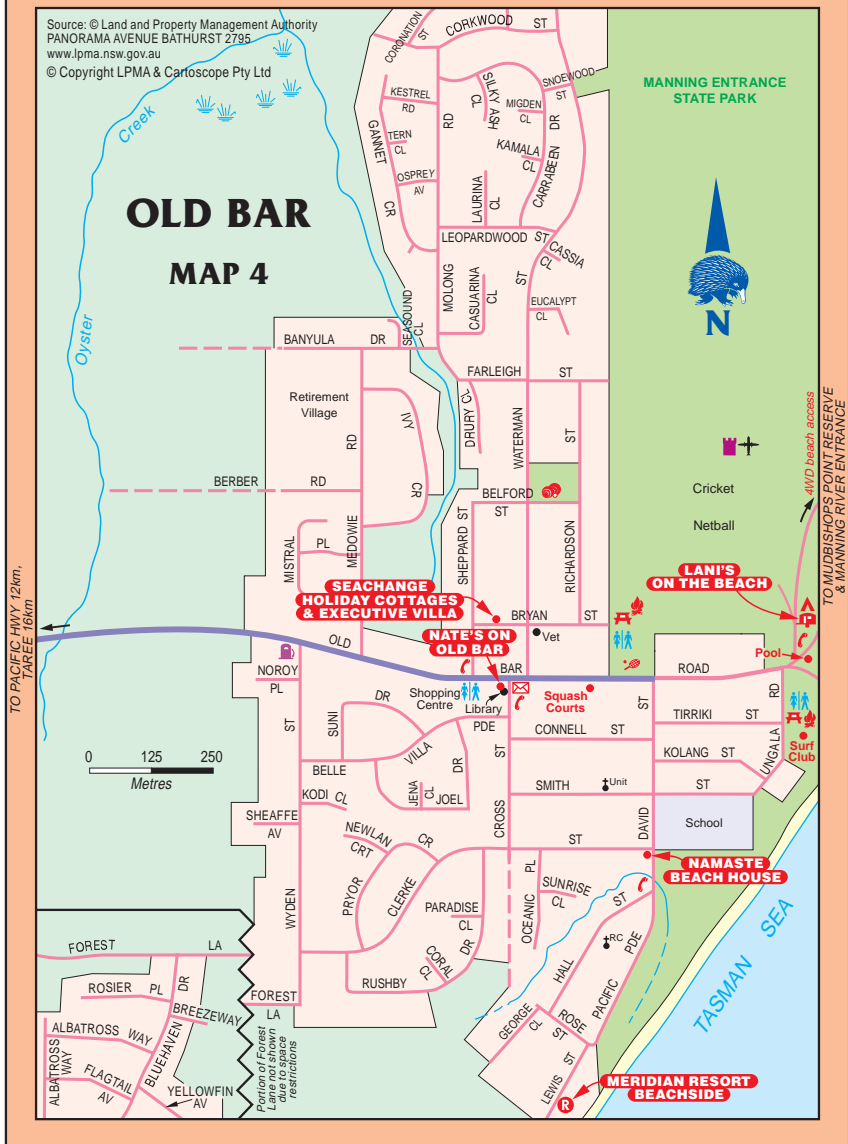 Source: © Land and Property Management Authority
PANORAMA AVENUE BATHURST 2795
www.lpma.nsw.gov.au
© Copyright LPMA & Cartoscope Pty Ltd
CORONATION
ST
CORKWOOD ST
KESTREL
RD
GANNET
CR
TERN
CL
OSPREY
AV
RD
SILKY ASH
CL
SNOEWOOD
ST
MIGDEN
CL
DR
KAMALA
CL
CARRABEEN
LAURINA
CL
LEOPARDWOOD ST
CASSIA
CL
MANNING ENTRANCE
STATE PARK
Creek
Oyster
OLD BAR
MAP 4
N
MOLONG
CASUARINA
CL
ST
EUCALYPT
CL
SEASOUND
CL
BANYULA DR
FARLEIGH ST
Retirement
Village
RD
IVY
CR
DRURY CL
WATERMAN
ST
BERBER RD
BELFORD
ST
MISTRAL
PL
MEDOWIE
SHEPPARD ST
RICHARDSON
Cricket
Netball
4WD beach access
TO MUDBISHOPS POINT RESERVE
& MANNING RIVER ENTRANCE
TO PACIFIC HWY 12km,
TAREE 16km
SEACHANGE
HOLIDAY COTTAGES
& EXECUTIVE VILLA
LANI'S
ON THE BEACH
BRYAN ST
Vet
NATE'S ON
OLD BAR
OLD BAR ROAD
Pool
NOROY
PL
ST
Shopping
Centre
Library
Squash
Courts
ST
RD
DR
SUNI
PDE
VILLA
BELLE
ST
CONNELL ST
TIRRIKI ST
KOLANG ST
UNGALA
Surf
Club
0 125 250
Metres
DR
JENA
CL
JOEL
KODI CL
SMITH ST
Unit
SHEAFFE
AV
NEWLAN
CRT
CR
CROSS
ST
DAVID
School
NAMASTE
BEACH HOUSE
WYDEN
PRYOR
CLERKE
PARADISE
CL
DR
CORAL
CL
RUSHBY
OCEANIC
PL
SUNRISE
CL
ST
RC
HALL
PDE
PACIFIC
GEORGE
CL
ROSE
ST
LEWIS
ST
TASMAN SEA
FOREST LA
FOREST
LA
ROSIER PL
DR
BREEZEWAY
ALBATROSS WAY
ALBATROSS
WAY
FLAGTAIL
AV
BLUEHAVEN
YELLOWFIN
AV
Portion of Forest
Lane not shown
due to space
restrictions
MERIDIAN RESORT
BEACHSIDE
R